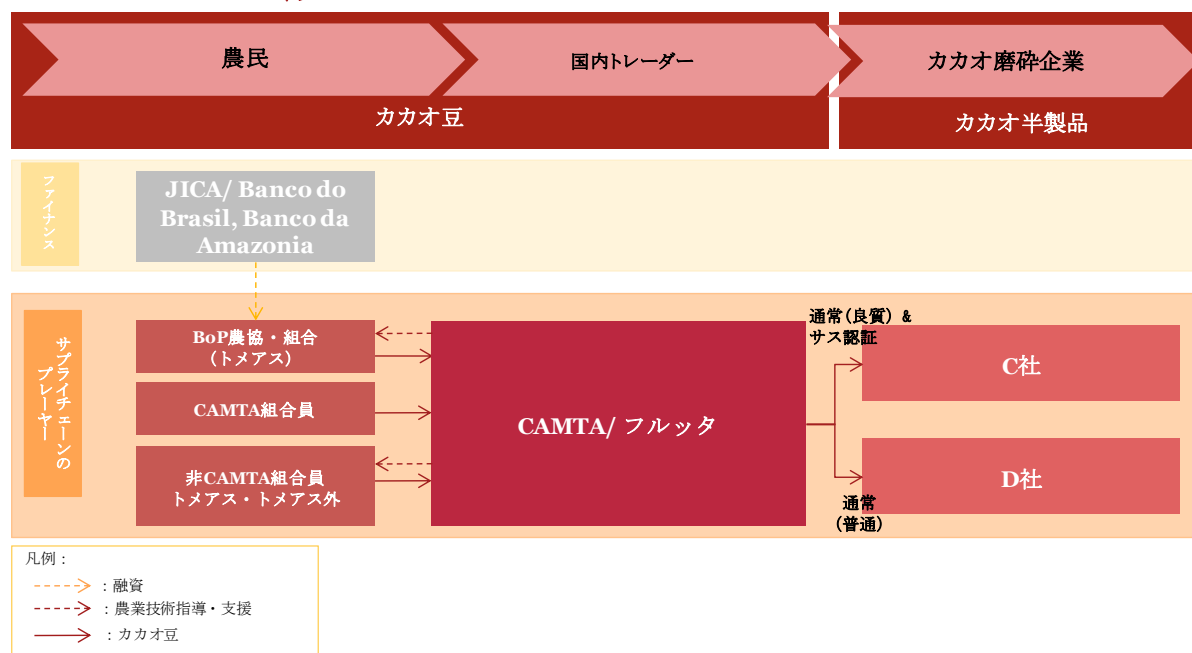 農民
国内トレーダー
カカオ磨砕企業
カカオ豆
カカオ半製品
ファイナンス
JICA/ Banco do
Brasil, Banco da
Amazonia
サプライチェーンの
プレーヤー
BoP農協・組合
(トメアス)
CAMTA組合員
非CAMTA組合員
トメアス・トメアス外
CAMTA/ フルッタ
通常(良質) &
サス認証
C社
D社
通常
(普通)
凡例：
：融資
：農業技術指導・支援
：カカオ豆